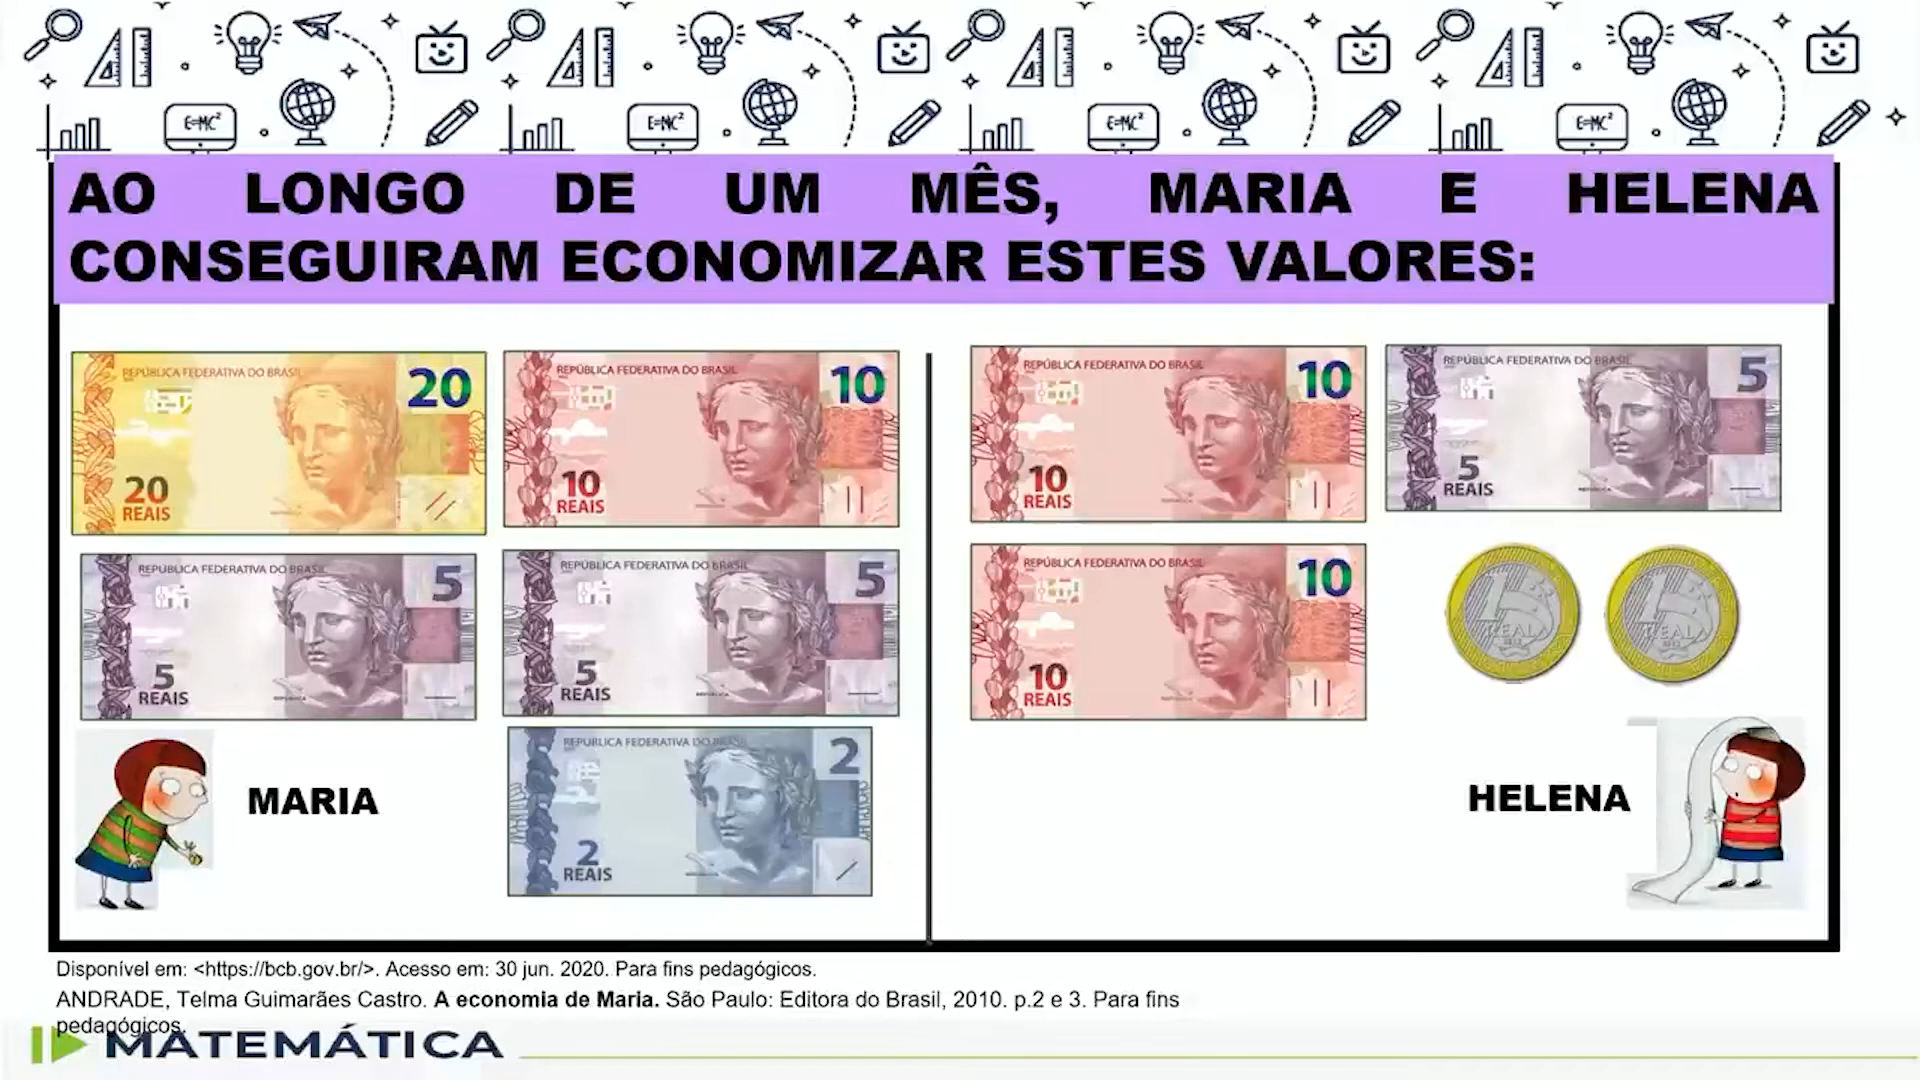 E=MC²
E=MC²
E=MC²
E=MC²
AO LONGO DE UM MÊS, MARIA E HELENA
CONSEGUIRAM ECONOMIZAR ESTES VALORES:
REPÚBLICA FEDERATIVA DO BRASIL
20
20
REAIS
REPÚBLICA FEDERATIVA DO BRASIL
10
10
REAIS
REPÚBLICA FEDERATIVA DO BRASIL
5
5
REAIS
REPÚBLICA FEDERATIVA DO BRASIL
5
5
REAIS
REPÚBLICA FEDERATIVA DO BRASIL
2
2
REAIS
MARIA
REPÚBLICA FEDERATIVA DO BRASIL
10
10
REAIS
REPÚBLICA FEDERATIVA DO BRASIL
5
5
REAIS
REPÚBLICA FEDERATIVA DO BRASIL
10
10
REAIS
1
REAL
1
REAL
HELENA
Disponível em: <https://bcb.gov.br/>. Acesso em: 30 jun. 2020. Para fins pedagógicos.
ANDRADE, Telma Guimarães Castro. A economia de Maria. São Paulo: Editora do Brasil, 2010. p.2 e 3. Para fins
pedagógicos.
MATEMÁTICA